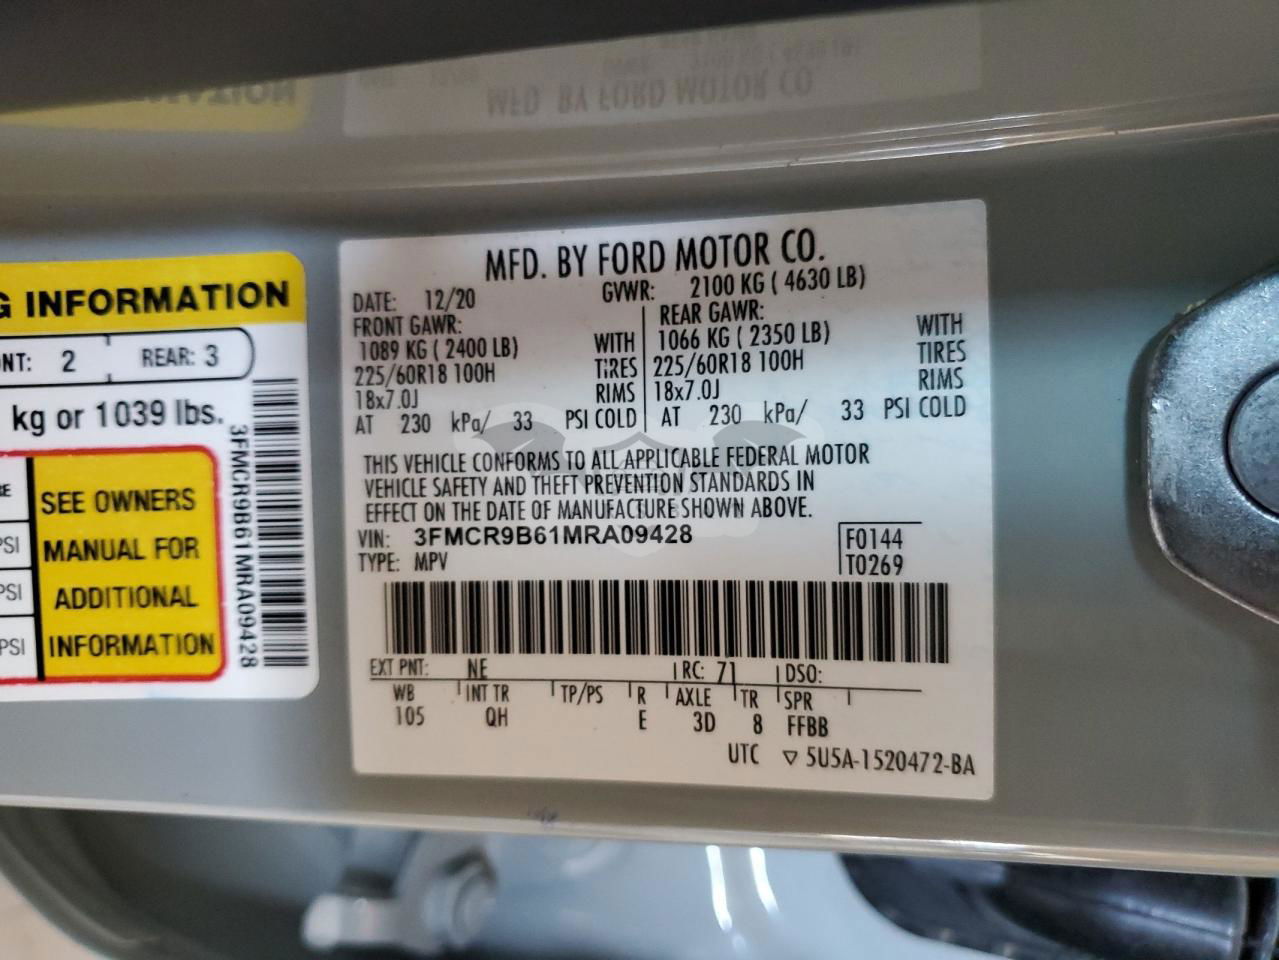 G INFORMATION
NT: 2 REAR: 3
kg or 1039 lbs.
RE
PSI
PSI
PSI
SEE OWNERS
MANUAL FOR
ADDITIONAL
INFORMATION
3FMCR9B61MRA09428
MFD. BY FORD MOTOR CO.
DATE: 12/20 GVWR: 2100 KG ( 4630 LB)
FRONT GAWR: REAR GAWR:
1089 KG ( 2400 LB) WITH 1066 KG ( 2350 LB) WITH
225/60R18 100H TIRES 225/60R18 100H TIRES
18x7.0J RIMS 18x7.0J RIMS
AT 230 kPa/ 33 PSI COLD AT 230 kPa/ 33 PSI COLD
THIS VEHICLE CONFORMS TO ALL APPLICABLE FEDERAL MOTOR
VEHICLE SAFETY AND THEFT PREVENTION STANDARDS IN
EFFECT ON THE DATE OF MANUFACTURE SHOWN ABOVE.
VIN: 3FMCR9B61MRA09428 F0144
TYPE: MPV T0269
EXT PNT: NE RC: 71 DSO:
WB INT TR TP/PS R AXLE TR SPR
105 QH E 3D 8 FFBB
UTC ▽ 5U5A-1520472-BA